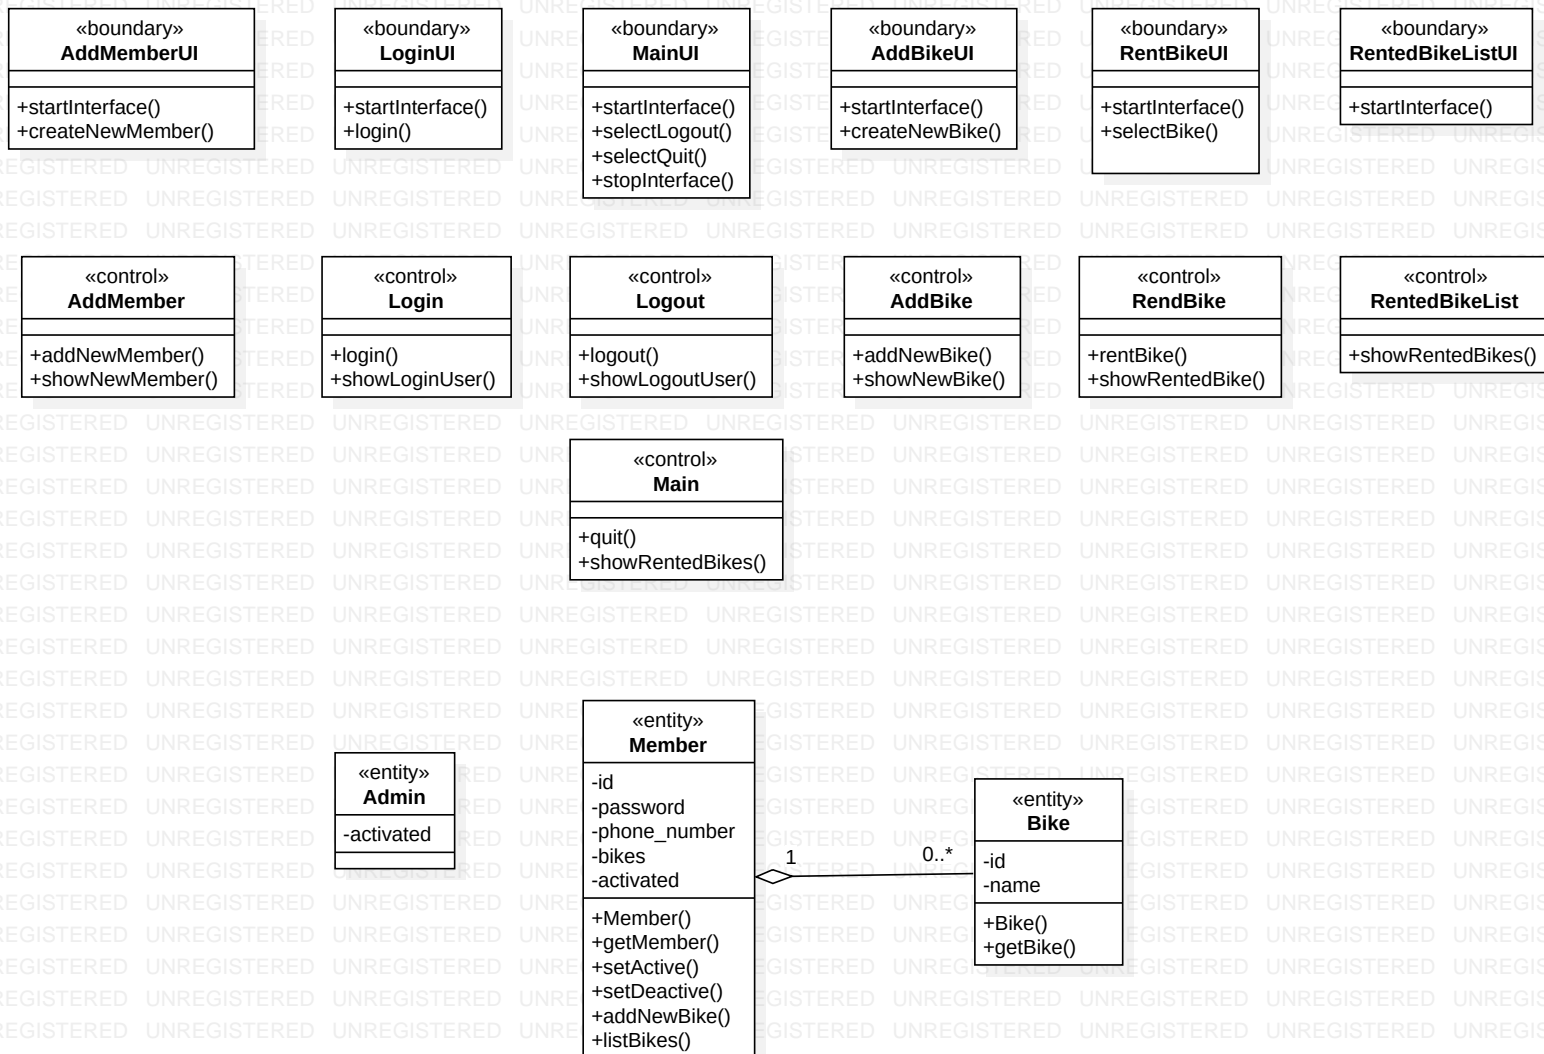 «boundary»
AddMemberUI
+startInterface()
+createNewMember()
«boundary»
LoginUI
+startInterface()
+login()
«boundary»
MainUI
+startInterface()
+selectLogout()
+selectQuit()
+stopInterface()
«boundary»
AddBikeUI
+startInterface()
+createNewBike()
«boundary»
RentBikeUI
+startInterface()
+selectBike()
«boundary»
RentedBikeListUI
+startInterface()
«control»
AddMember
+addNewMember()
+showNewMember()
«control»
Login
+login()
+showLoginUser()
«control»
Logout
+logout()
+showLogoutUser()
«control»
AddBike
+addNewBike()
+showNewBike()
«control»
RendBike
+rentBike()
+showRentedBike()
«control»
RentedBikeList
+showRentedBikes()
«control»
Main
+quit()
+showRentedBikes()
«entity»
Admin
-activated
«entity»
Member
-id
-password
-phone_number
-bikes
-activated
+Member()
+getMember()
+setActive()
+setDeactive()
+addNewBike()
+listBikes()
1
0..*
«entity»
Bike
-id
-name
+Bike()
+getBike()
UNREGISTERED